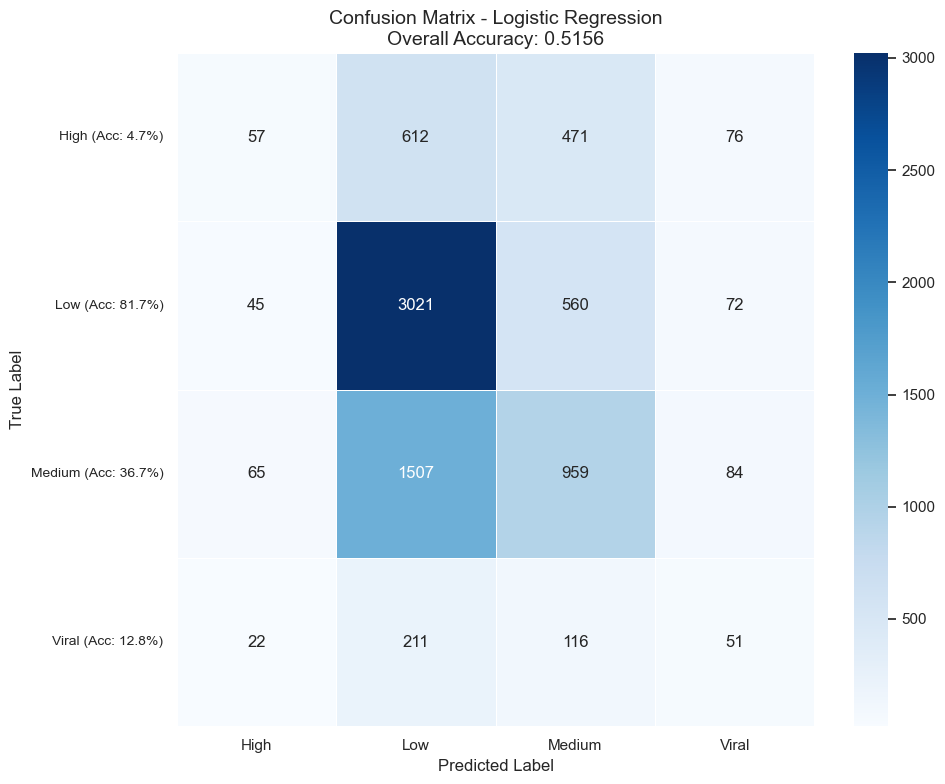 Confusion Matrix - Logistic Regression
Overall Accuracy: 0.5156
True Label
High (Acc: 4.7%) 57 612 471 76
Low (Acc: 81.7%) 45 3021 560 72
Medium (Acc: 36.7%) 65 1507 959 84
Viral (Acc: 12.8%) 22 211 116 51
High Low Medium Viral
Predicted Label
3000
2500
2000
1500
1000
500